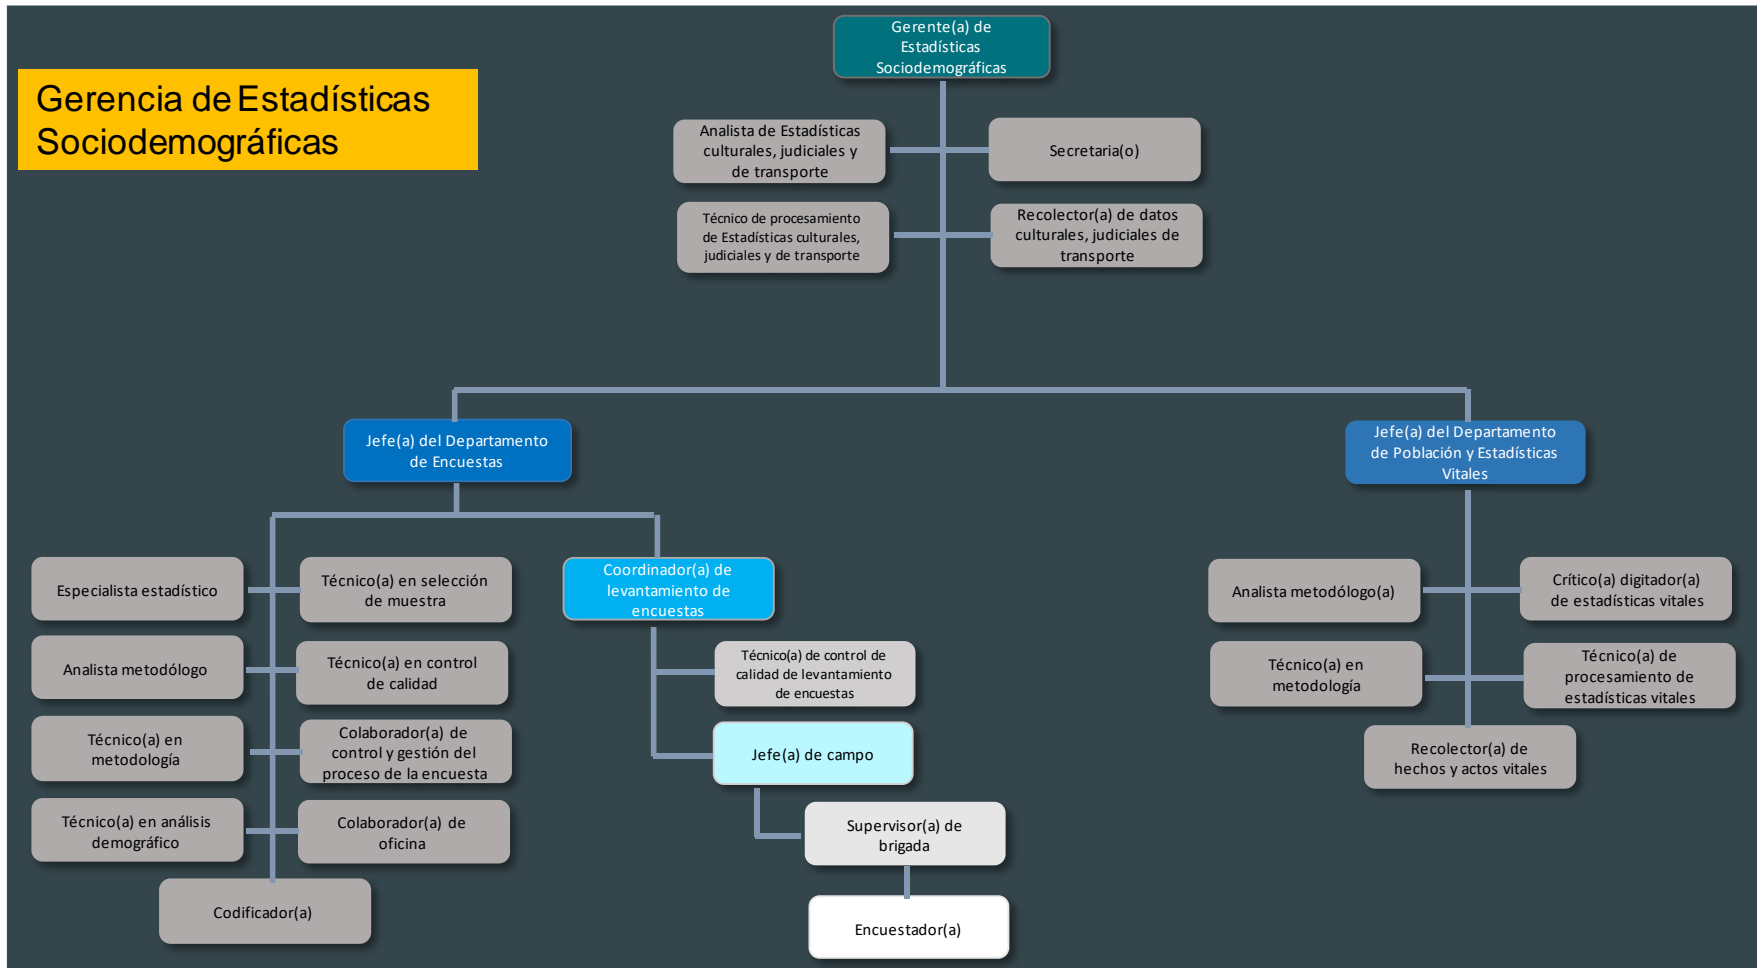 Gerente(a) de
Estadísticas
Sociodemográficas
Gerencia de Estadísticas
Sociodemográficas
Analista de Estadísticas
culturales, judiciales y
de transporte
Secretaria(o)
Técnico de procesamiento
de Estadísticas culturales,
judiciales y de transporte
Recolector(a) de datos
culturales, judiciales de
transporte
Jefe(a) del Departamento
de Encuestas
Jefe(a) del Departamento
de Población y Estadísticas
Vitales
Especialista estadístico
Técnico(a) en selección
de muestra
Coordinador(a) de
levantamiento de
encuestas
Analista metodólogo(a)
Crítico(a) digitador(a)
de estadísticas vitales
Analista metodólogo
Técnico(a) en control
de calidad
Técnico(a) de control de
calidad de levantamiento
de encuestas
Técnico(a) en
metodología
Técnico(a) de
procesamiento de
estadísticas vitales
Técnico(a) en
metodología
Colaborador(a) de
control y gestión del
proceso de la encuesta
Jefe(a) de campo
Recolector(a) de
hechos y actos vitales
Técnico(a) en análisis
demográfico
Colaborador(a) de
oficina
Supervisor(a) de
brigada
Codificador(a)
Encuestador(a)